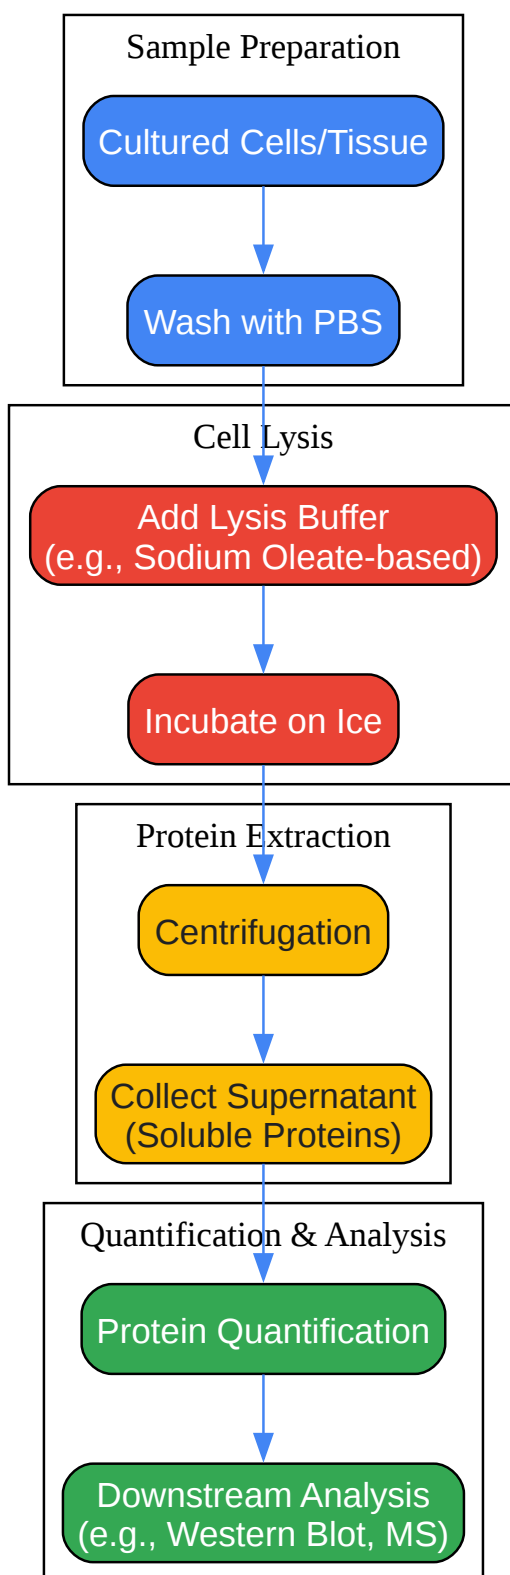 Sample Preparation
Cultured Cells/Tissue
Wash with PBS
Cell Lysis
Add Lysis Buffer
(e.g., Sodium Oleate-based)
Incubate on Ice
Protein Extraction
Centrifugation
Collect Supernatant
(Soluble Proteins)
Quantification & Analysis
Protein Quantification
Downstream Analysis
(e.g., Western Blot, MS)